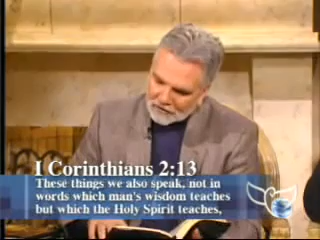 I Corinthians 2:13
These things we also speak, not in
words which man's wisdom teaches
but which the Holy Spirit teaches,